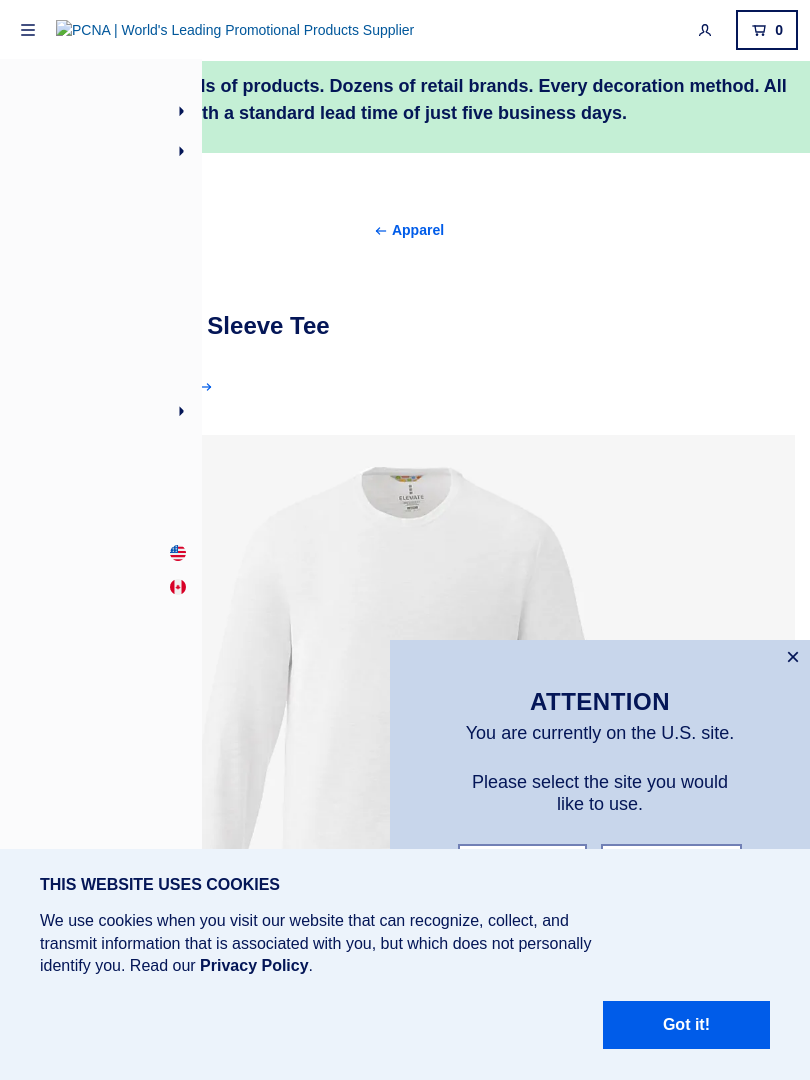 PCNA | World's Leading Promotional Products Supplier
0
of products. Dozens of retail brands. Every decoration method. All
a standard lead time of just five business days.
← Apparel
Sleeve Tee
→
ELEVATE
×
ATTENTION
You are currently on the U.S. site.
Please select the site you would
like to use.
THIS WEBSITE USES COOKIES
We use cookies when you visit our website that can recognize, collect, and
transmit information that is associated with you, but which does not personally
identify you. Read our Privacy Policy.
Got it!